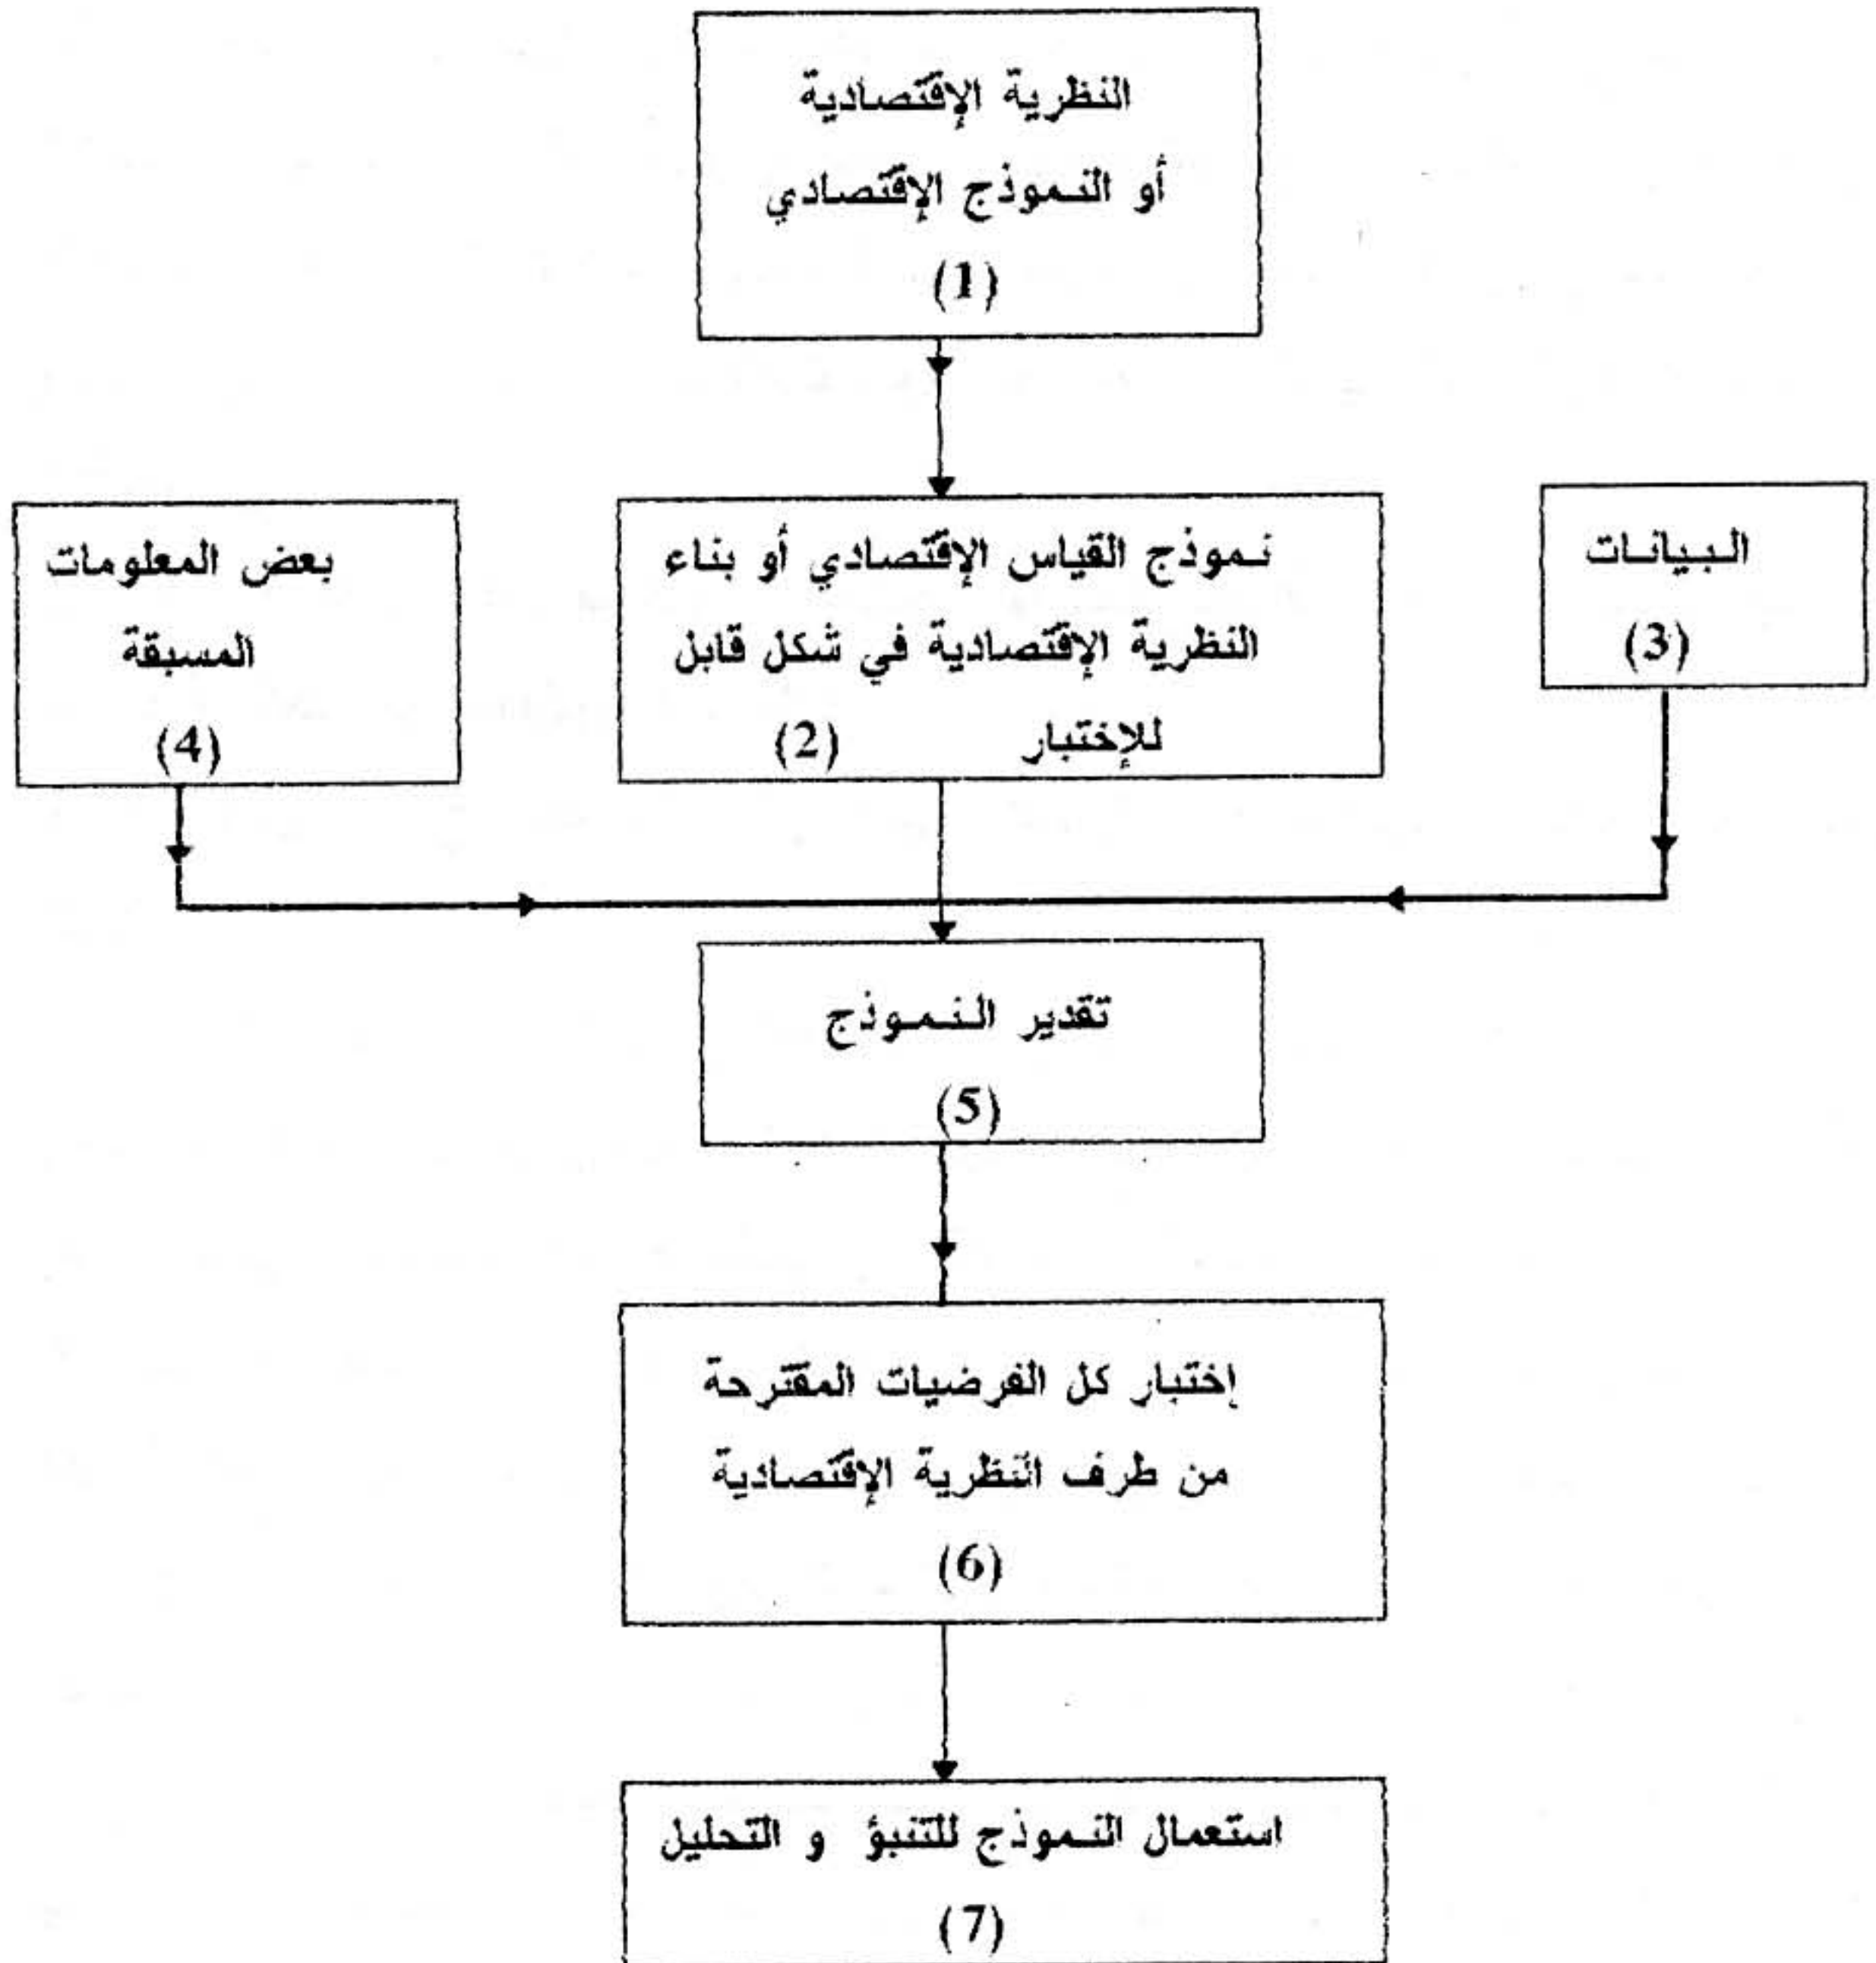 النظرية الإقتصادية
أو النموذج الإقتصادي
(1)
البيانات
(3)
نموذج القياس الإقتصادي أو بناء
النظرية الإقتصادية في شكل قابل
للإختبار (2)
بعض المعلومات
المسبقة
(4)
تقدير النموذج
(5)
إختبار كل الفرضيات المقترحة
من طرف النظرية الإقتصادية
(6)
استعمال النموذج للتنبؤ و التحليل
(7)